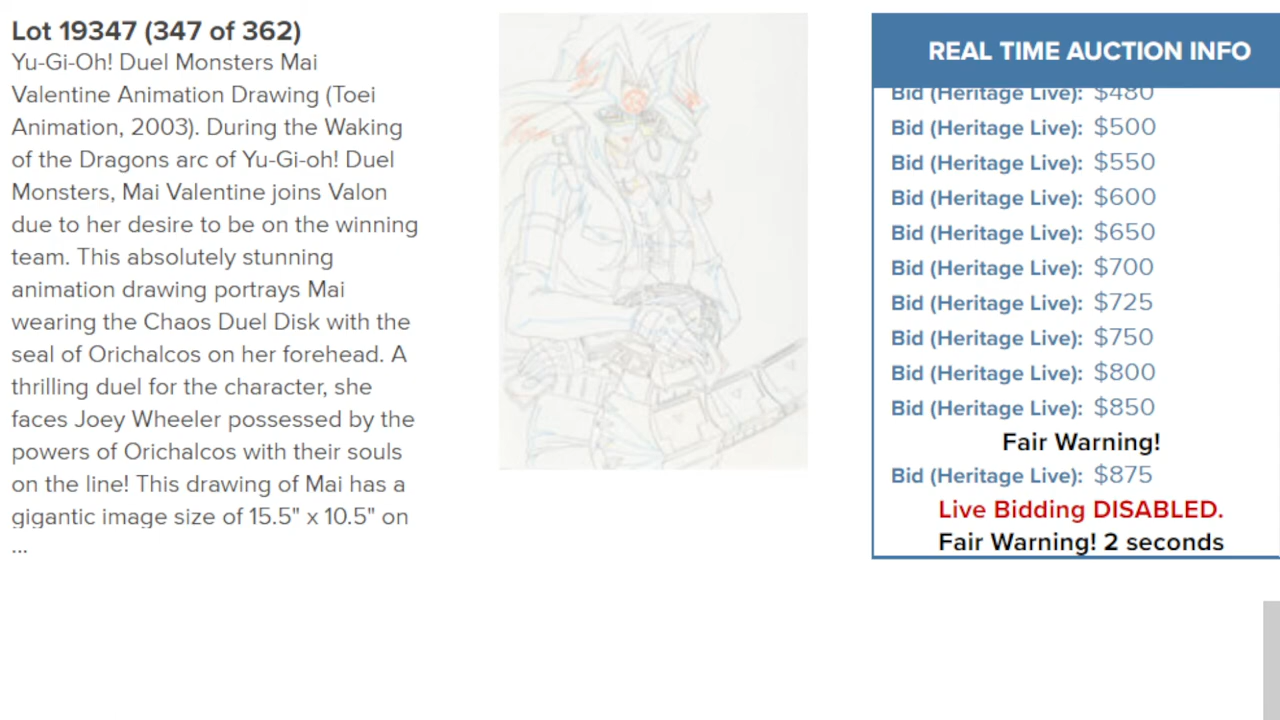 Lot 19347 (347 of 362)
Yu-Gi-Oh! Duel Monsters Mai
Valentine Animation Drawing (Toei
Animation, 2003). During the Waking
of the Dragons arc of Yu-Gi-oh! Duel
Monsters, Mai Valentine joins Valon
due to her desire to be on the winning
team. This absolutely stunning
animation drawing portrays Mai
wearing the Chaos Duel Disk with the
seal of Orichalcos on her forehead. A
thrilling duel for the character, she
faces Joey Wheeler possessed by the
powers of Orichalcos with their souls
on the line! This drawing of Mai has a
gigantic image size of 15.5" x 10.5" on
...
REAL TIME AUCTION INFO
Bid (Heritage Live): $480
Bid (Heritage Live): $500
Bid (Heritage Live): $550
Bid (Heritage Live): $600
Bid (Heritage Live): $650
Bid (Heritage Live): $700
Bid (Heritage Live): $725
Bid (Heritage Live): $750
Bid (Heritage Live): $800
Bid (Heritage Live): $850
Fair Warning!
Bid (Heritage Live): $875
Live Bidding DISABLED.
Fair Warning! 2 seconds